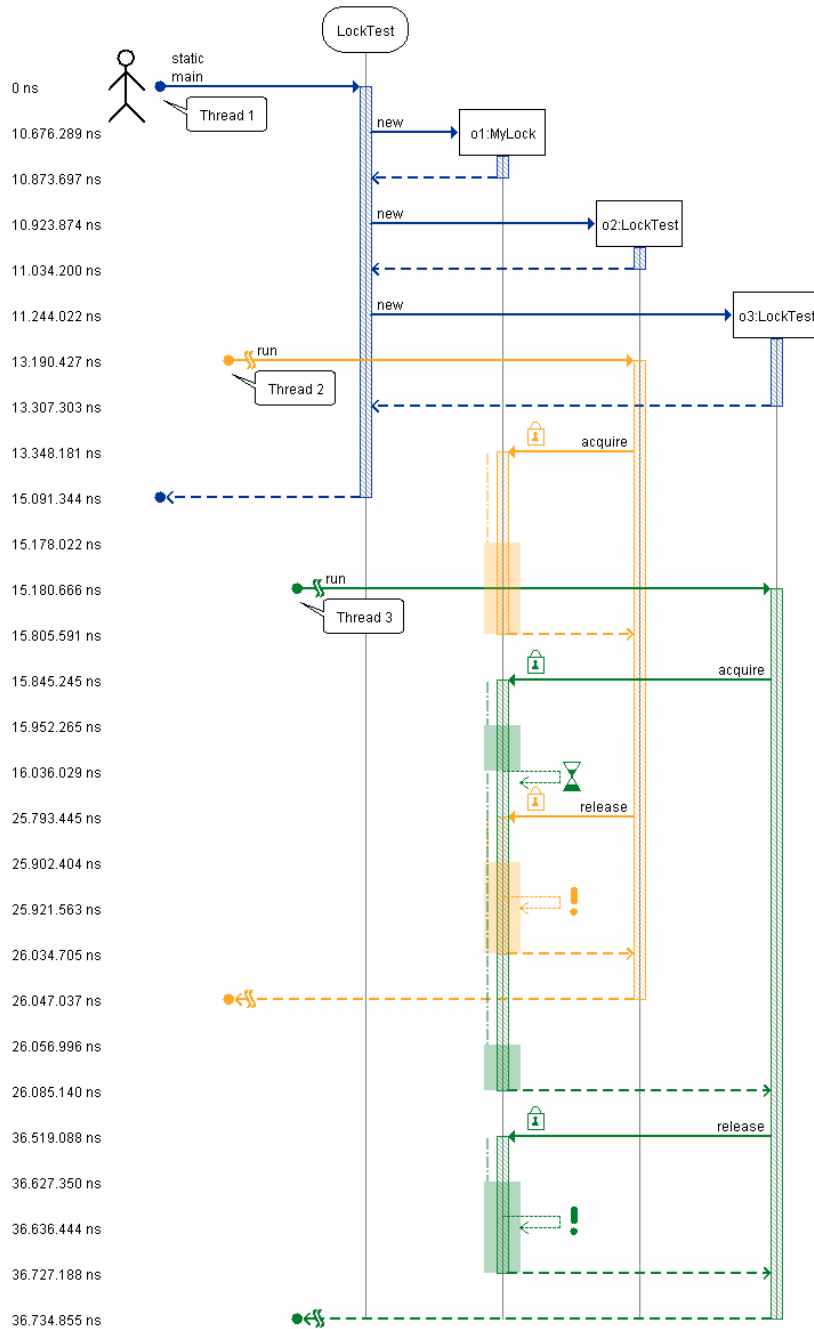 LockTest
static
main
0 ns
Thread 1
new
10.676.289 ns
o1:MyLock
10.873.697 ns
new
10.923.874 ns
o2:LockTest
11.034.200 ns
new
11.244.022 ns
o3:LockTest
run
13.190.427 ns
Thread 2
13.307.303 ns
acquire
13.348.181 ns
15.091.344 ns
15.178.022 ns
run
15.180.666 ns
Thread 3
15.805.591 ns
acquire
15.845.245 ns
15.952.265 ns
16.036.029 ns
release
25.793.445 ns
25.902.404 ns
!
25.921.563 ns
26.034.705 ns
26.047.037 ns
26.056.996 ns
26.085.140 ns
release
36.519.088 ns
36.627.350 ns
!
36.636.444 ns
36.727.188 ns
36.734.855 ns